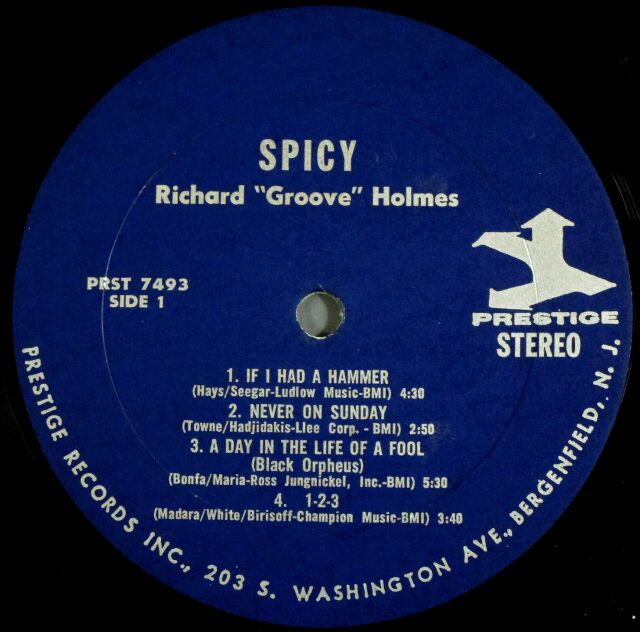 SPICY
Richard "Groove" Holmes
PRST 7493
SIDE 1
PRESTIGE
STEREO
1. IF I HAD A HAMMER
(Hays/Seegar-Ludlow Music-BMI) 4:30
2. NEVER ON SUNDAY
(Towne/Hadjidakis-Llee Corp. - BMI) 2:50
3. A DAY IN THE LIFE OF A FOOL
(Black Orpheus)
(Bonfa/Maria-Ross Jungnickel, Inc.-BMI) 5:30
4. 1-2-3
(Madara/White/Birisoff-Champion Music-BMI) 3:40
PRESTIGE RECORDS INC., 203 S. WASHINGTON AVE., BERGENFIELD, N. J.